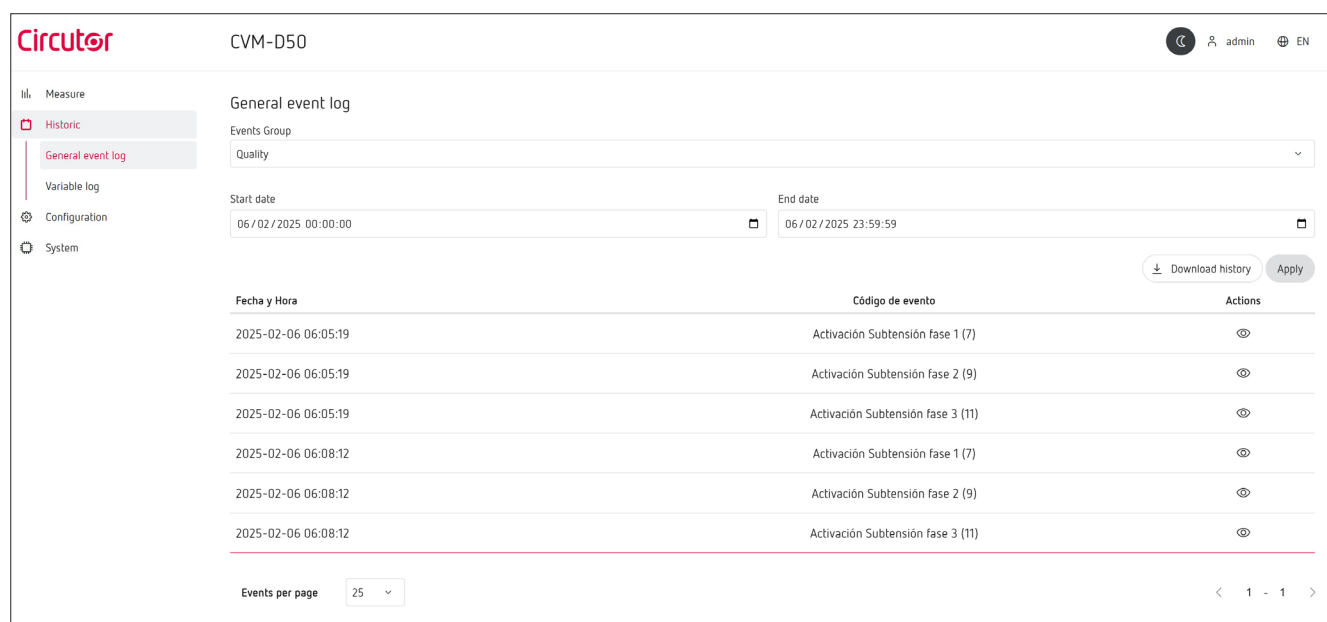 Circutor
CVM-D50
admin
EN
Measure
Historic
General event log
Variable log
Configuration
System
General event log
Events Group
Quality
Start date
End date
06/02/2025 00:00:00
06/02/2025 23:59:59
Download history
Apply
Fecha y Hora
Código de evento
Actions
2025-02-06 06:05:19
Activación Subtensión fase 1 (7)
2025-02-06 06:05:19
Activación Subtensión fase 2 (9)
2025-02-06 06:05:19
Activación Subtensión fase 3 (11)
2025-02-06 06:08:12
Activación Subtensión fase 1 (7)
2025-02-06 06:08:12
Activación Subtensión fase 2 (9)
2025-02-06 06:08:12
Activación Subtensión fase 3 (11)
Events per page
25
1 - 1